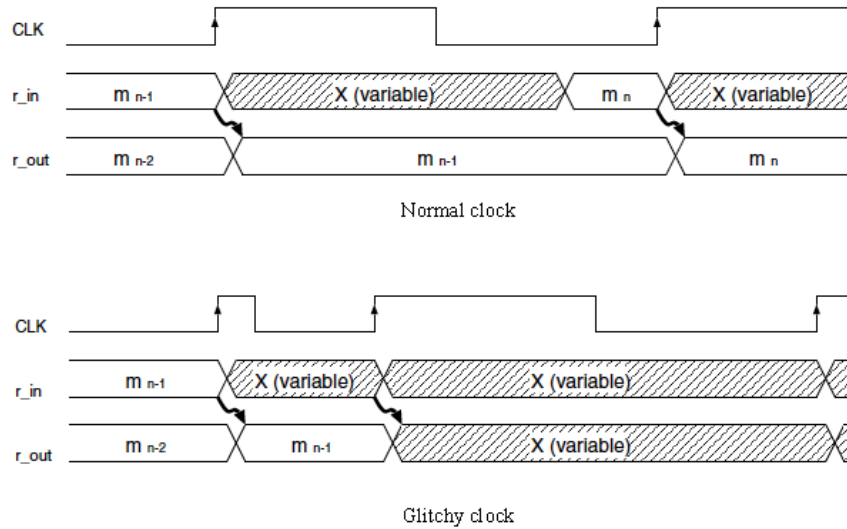 CLK
r_in m n-1 X (variable) m n X (variable)
r_out m n-2 m n-1 m n
Normal clock
CLK
r_in m n-1 X (variable) X (variable)
r_out m n-2 m n-1 X (variable)
Glitchy clock